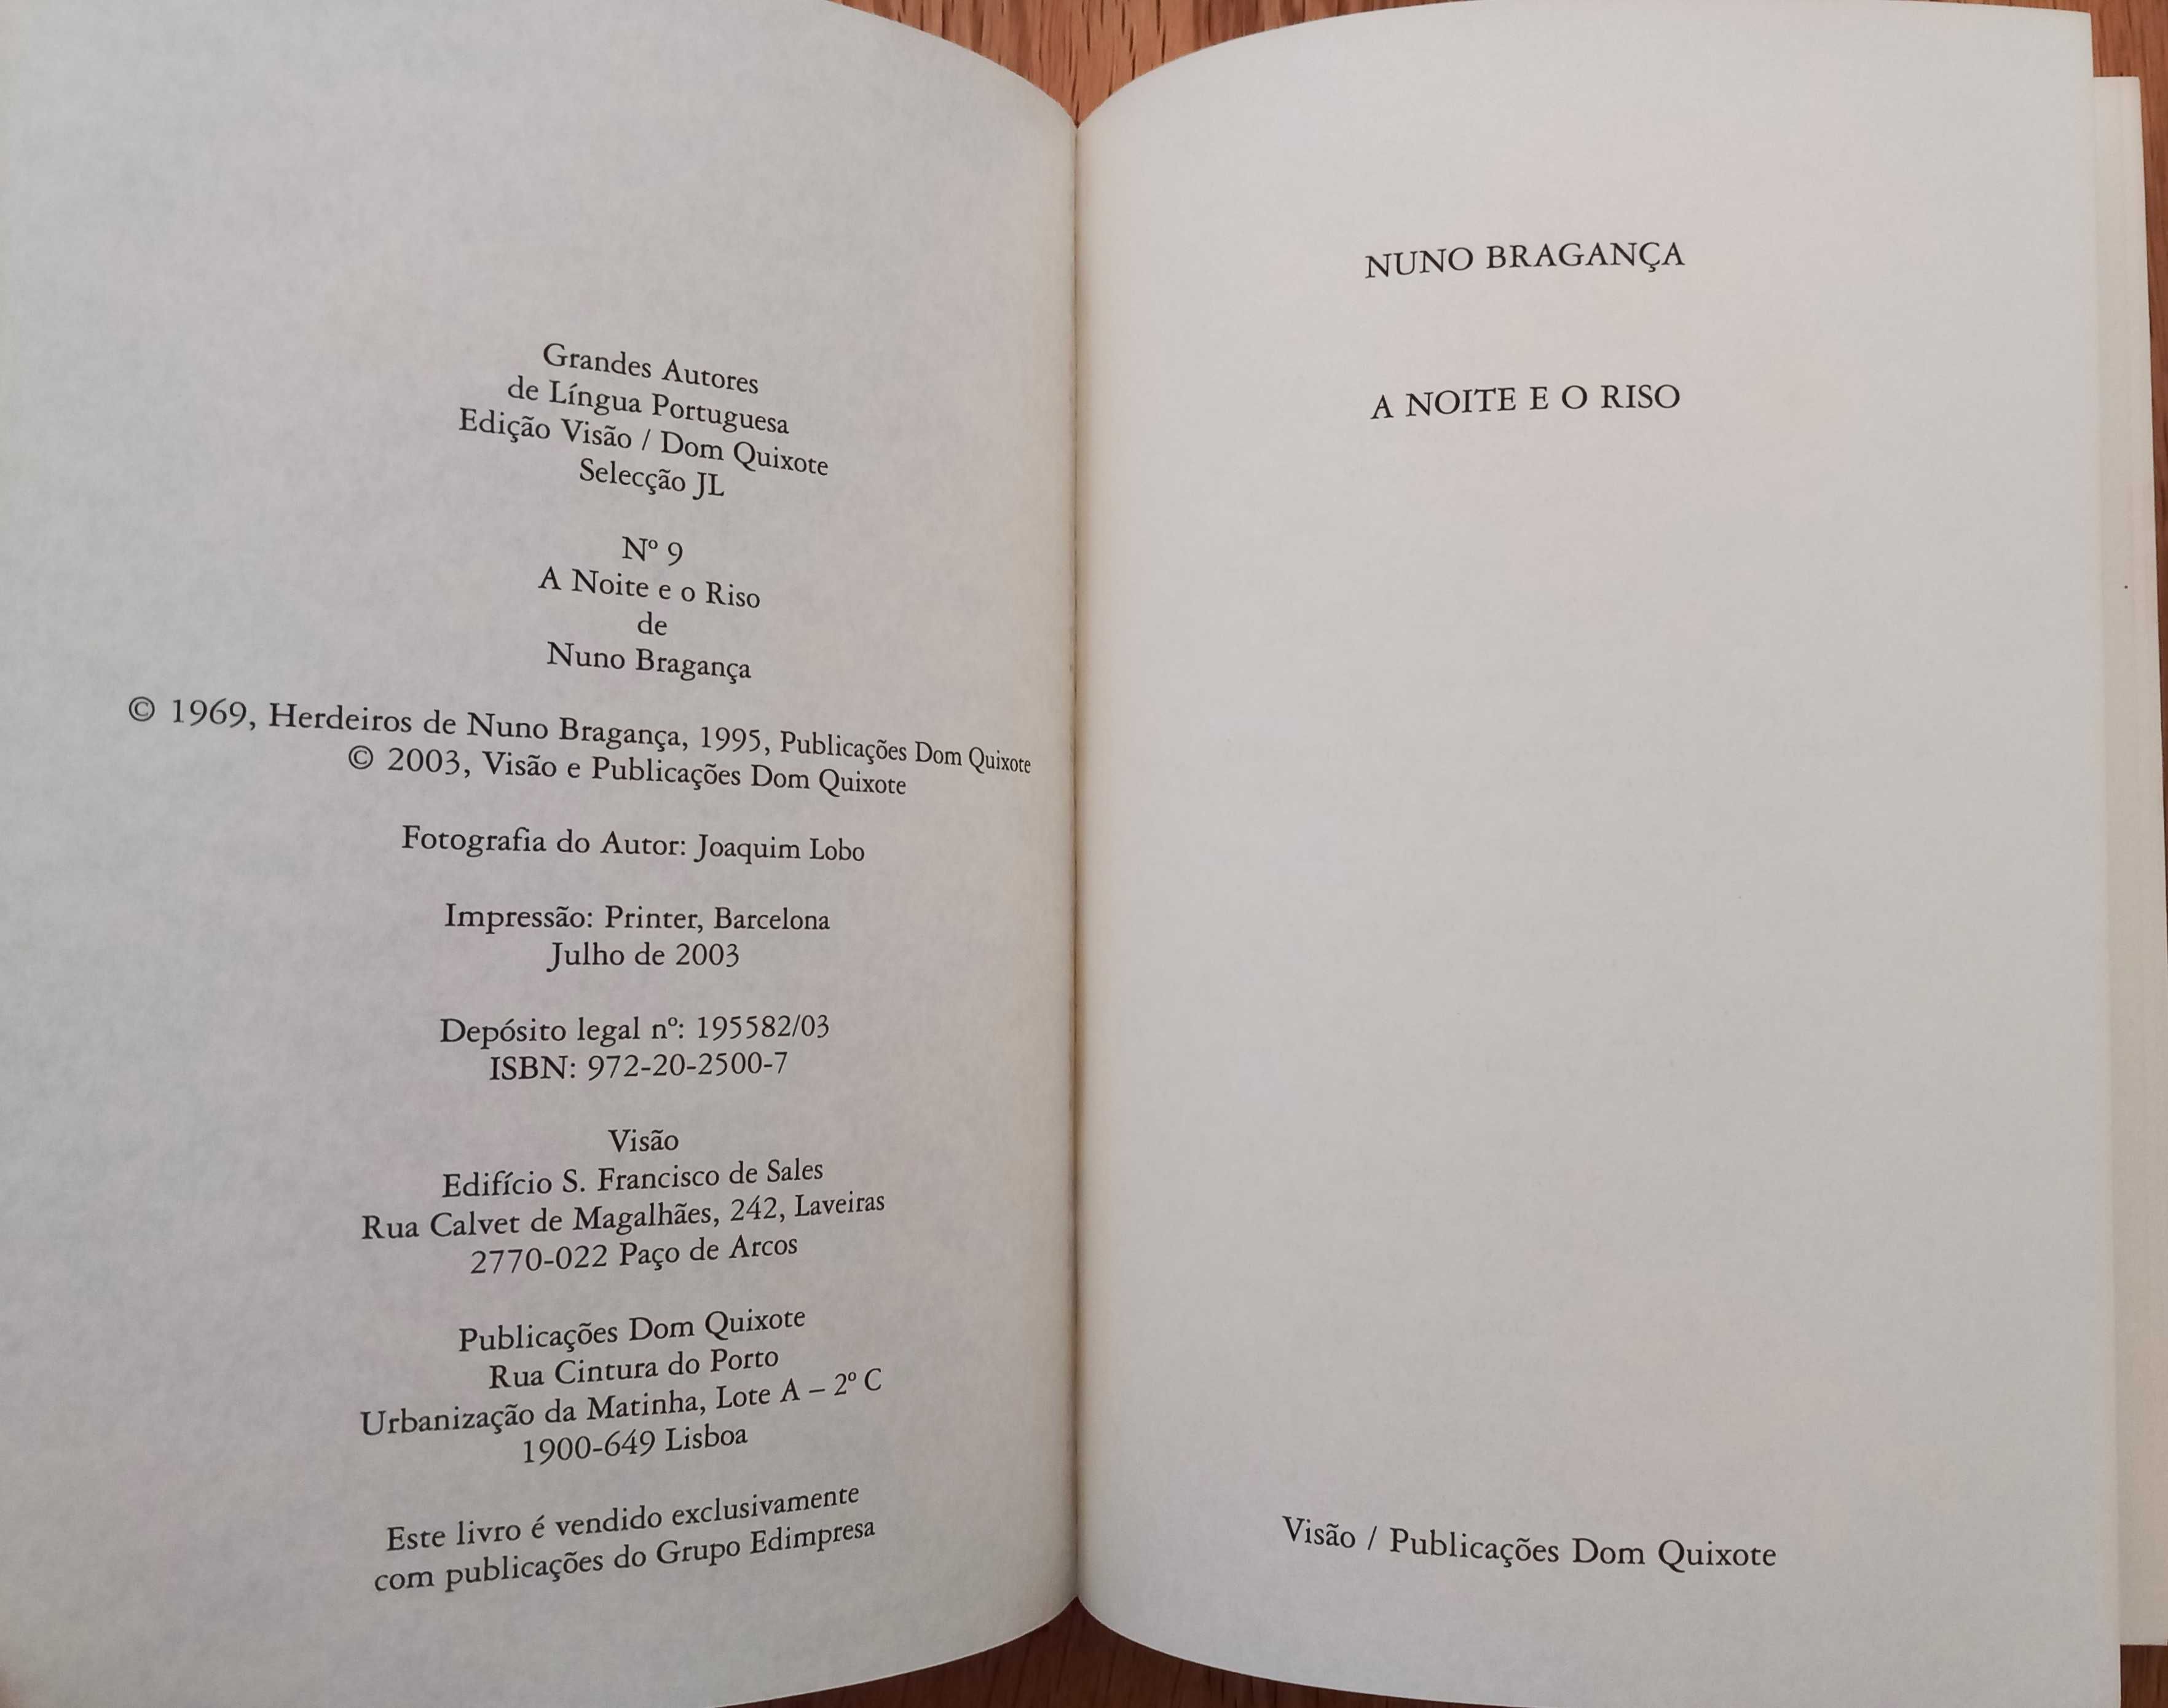 Grandes Autores
de Língua Portuguesa
Edição Visão / Dom Quixote
Selecção JL
Nº 9
A Noite e o Riso
de
Nuno Bragança
© 1969, Herdeiros de Nuno Bragança, 1995, Publicações Dom Quixote
© 2003, Visão e Publicações Dom Quixote
Fotografia do Autor: Joaquim Lobo
Impressão: Printer, Barcelona
Julho de 2003
Depósito legal nº: 195582/03
ISBN: 972-20-2500-7
Visão
Edifício S. Francisco de Sales
Rua Calvet de Magalhães, 242, Laveiras
2770-022 Paço de Arcos
Publicações Dom Quixote
Rua Cintura do Porto
Urbanização da Matinha, Lote A – 2º C
1900-649 Lisboa
Este livro é vendido exclusivamente
com publicações do Grupo Edimpresa
NUNO BRAGANÇA
A NOITE E O RISO
Visão / Publicações Dom Quixote